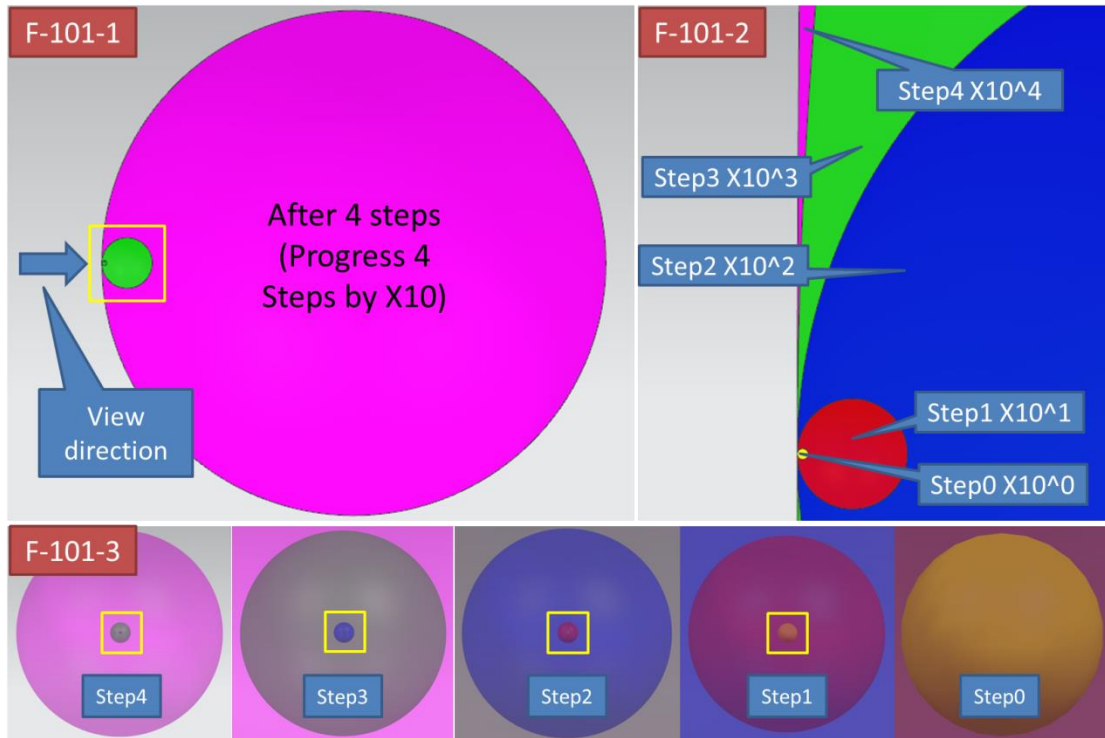 F-101-1
After 4 steps
(Progress 4
Steps by X10)
View
direction
F-101-2
Step4 X10^4
Step3 X10^3
Step2 X10^2
Step1 X10^1
Step0 X10^0
F-101-3
Step4
Step3
Step2
Step1
Step0